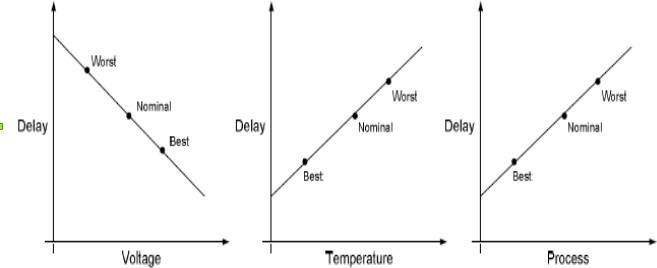 Worst
Nominal
Best
Delay
Voltage
Worst
Nominal
Best
Delay
Temperature
Worst
Nominal
Best
Delay
Process